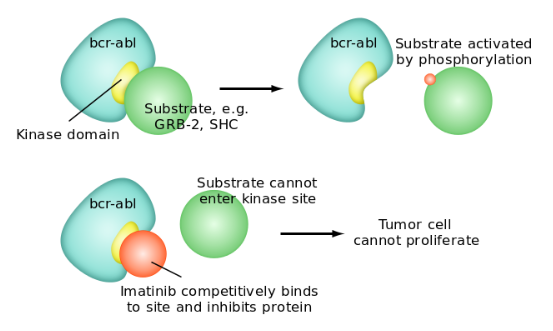 bcr-abl
Kinase domain
Substrate, e.g.
GRB-2, SHC
bcr-abl
Substrate activated
by phosphorylation
bcr-abl
Substrate cannot
enter kinase site
Imatinib competitively binds
to site and inhibits protein
Tumor cell
cannot proliferate